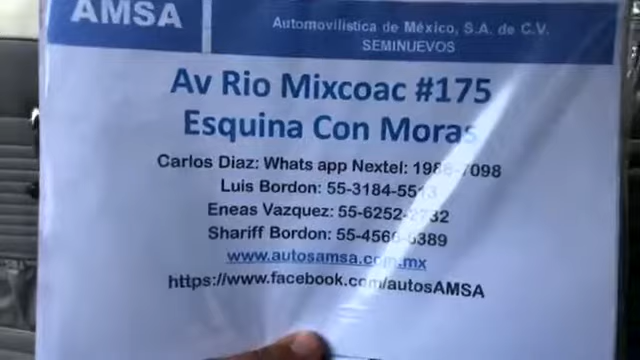 AMSA
Automovilística de México, S.A. de C.V.
SEMINUEVOS
Av Rio Mixcoac #175
Esquina Con Moras
Carlos Diaz: Whats app Nextel:
Luis Bordon:
Eneas Vazquez:
Shariff Bordon:
www.autosamsa.com.mx
https://www.facebook.com/autosAMSA